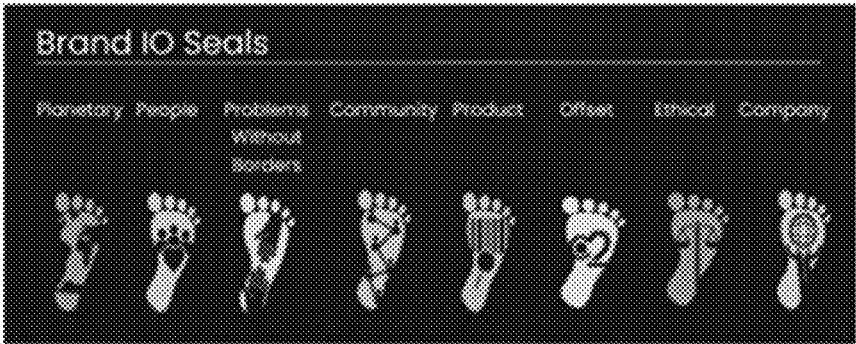 Brand IO Seals
Planetary People Problems Community Product Offset Ethical Company
Without
Borders